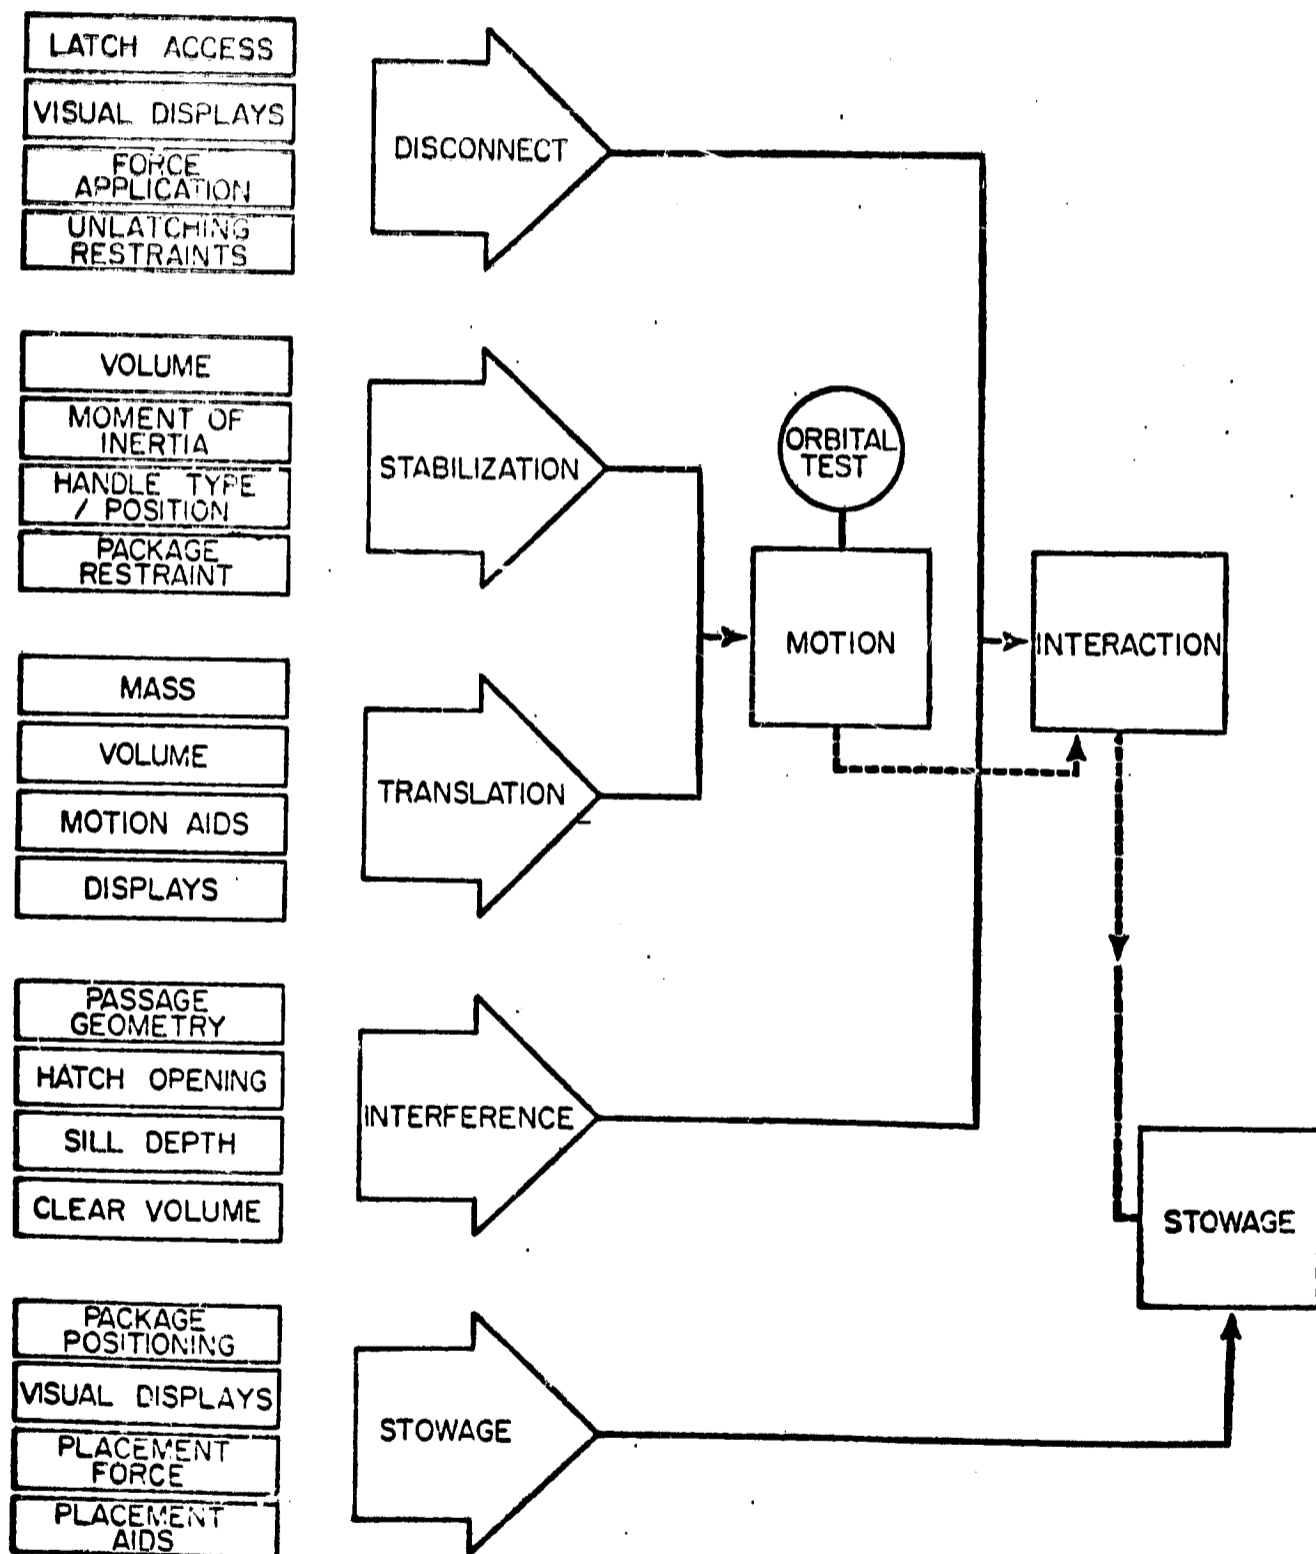 LATCH ACCESS
VISUAL DISPLAYS
FORCE
APPLICATION
UNLATCHING
RESTRAINTS
DISCONNECT
VOLUME
MOMENT OF
INERTIA
HANDLE TYPE
/ POSITION
PACKAGE
RESTRAINT
STABILIZATION
ORBITAL
TEST
MOTION
INTERACTION
MASS
VOLUME
MOTION AIDS
DISPLAYS
TRANSLATION
PASSAGE
GEOMETRY
HATCH OPENING
SILL DEPTH
CLEAR VOLUME
INTERFERENCE
STOWAGE
PACKAGE
POSITIONING
VISUAL DISPLAYS
PLACEMENT
FORCE
PLACEMENT
AIDS
STOWAGE